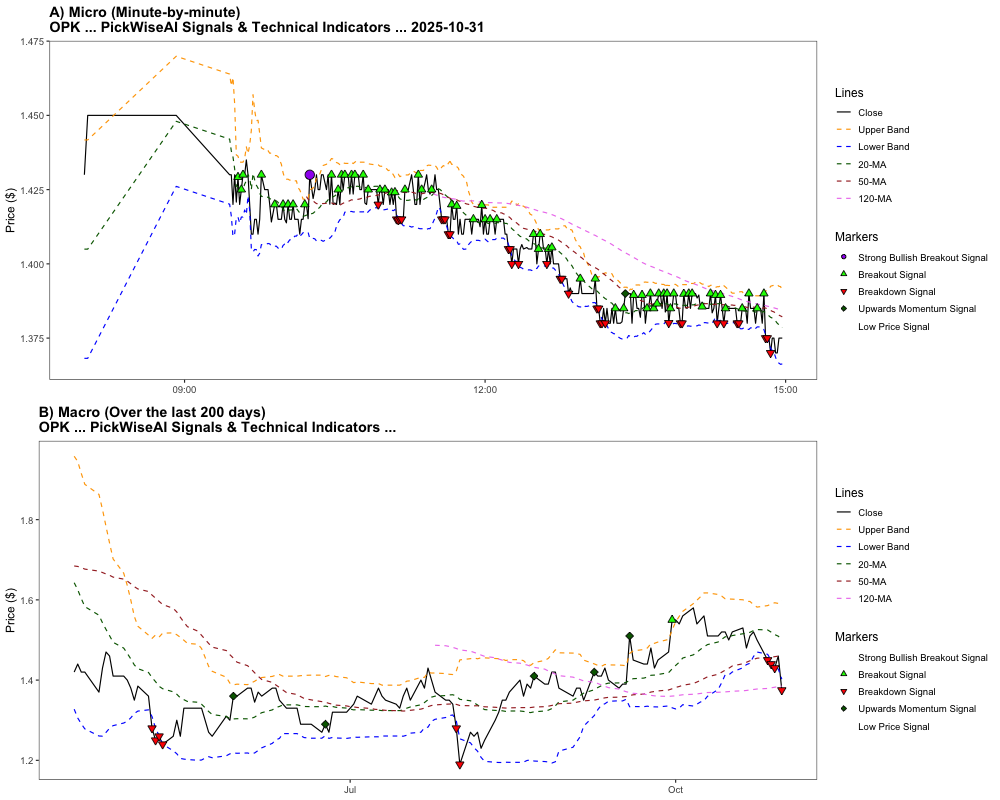 A) Micro (Minute-by-minute)
OPK ... PickWiseAI Signals & Technical Indicators ... 2025-10-31
Price ($)
1.475
1.450
1.425
1.400
1.375
09:00
12:00
15:00
Lines
Close
Upper Band
Lower Band
20-MA
50-MA
120-MA
Markers
Strong Bullish Breakout Signal
Breakout Signal
Breakdown Signal
Upwards Momentum Signal
Low Price Signal
B) Macro (Over the last 200 days)
OPK ... PickWiseAI Signals & Technical Indicators ...
Price ($)
1.8
1.6
1.4
1.2
Jul
Oct
Lines
Close
Upper Band
Lower Band
20-MA
50-MA
120-MA
Markers
Strong Bullish Breakout Signal
Breakout Signal
Breakdown Signal
Upwards Momentum Signal
Low Price Signal